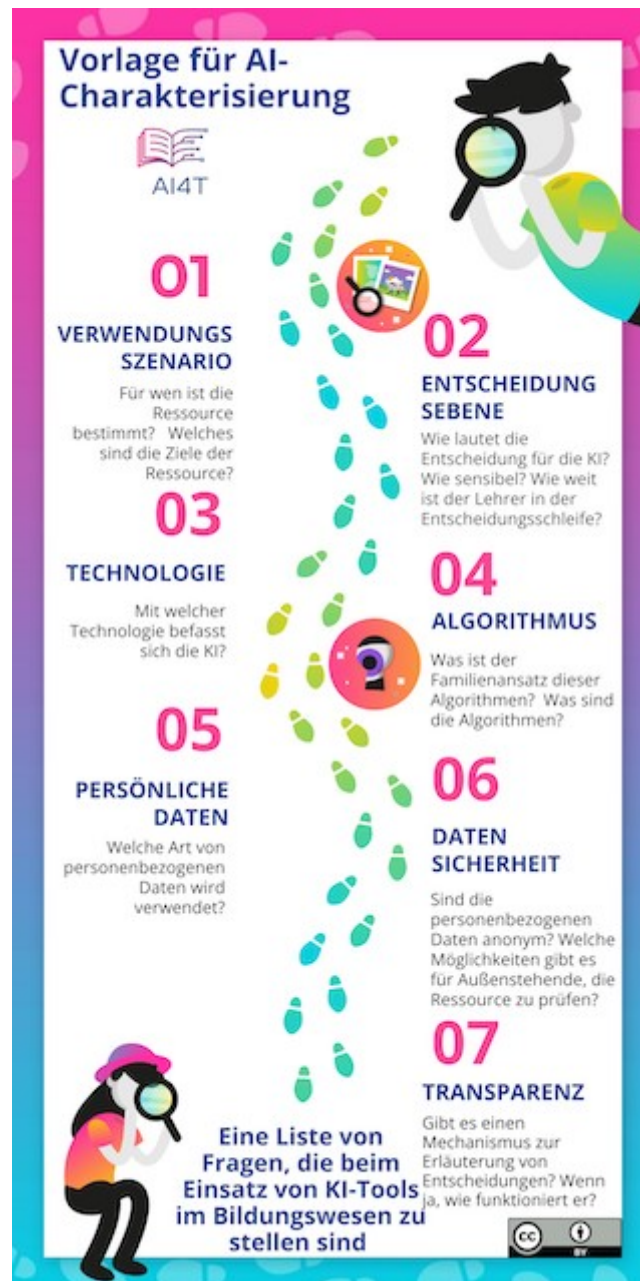 Vorlage für AI-
Charakterisierung
AI4T
01
VERWENDUNGS
SZENARIO
Für wen ist die
Ressource
bestimmt? Welches
sind die Ziele der
Ressource?
02
ENTSCHEIDUNG
SEBENE
Wie lautet die
Entscheidung für die KI?
Wie sensibel? Wie weit
ist der Lehrer in der
Entscheidungsschleife?
03
TECHNOLOGIE
Mit welcher
Technologie befasst
sich die KI?
04
ALGORITHMUS
Was ist der
Familienansatz dieser
Algorithmen? Was sind
die Algorithmen?
05
PERSÖNLICHE
DATEN
Welche Art von
personenbezogenen
Daten wird
verwendet?
06
DATEN
SICHERHEIT
Sind die
personenbezogenen
Daten anonym? Welche
Möglichkeiten gibt es
für Außenstehende, die
Ressource zu prüfen?
07
TRANSPARENZ
Gibt es einen
Mechanismus zur
Erläuterung von
Entscheidungen? Wenn
ja, wie funktioniert er?
Eine Liste von
Fragen, die beim
Einsatz von KI-Tools
im Bildungswesen zu
stellen sind
cc
BY